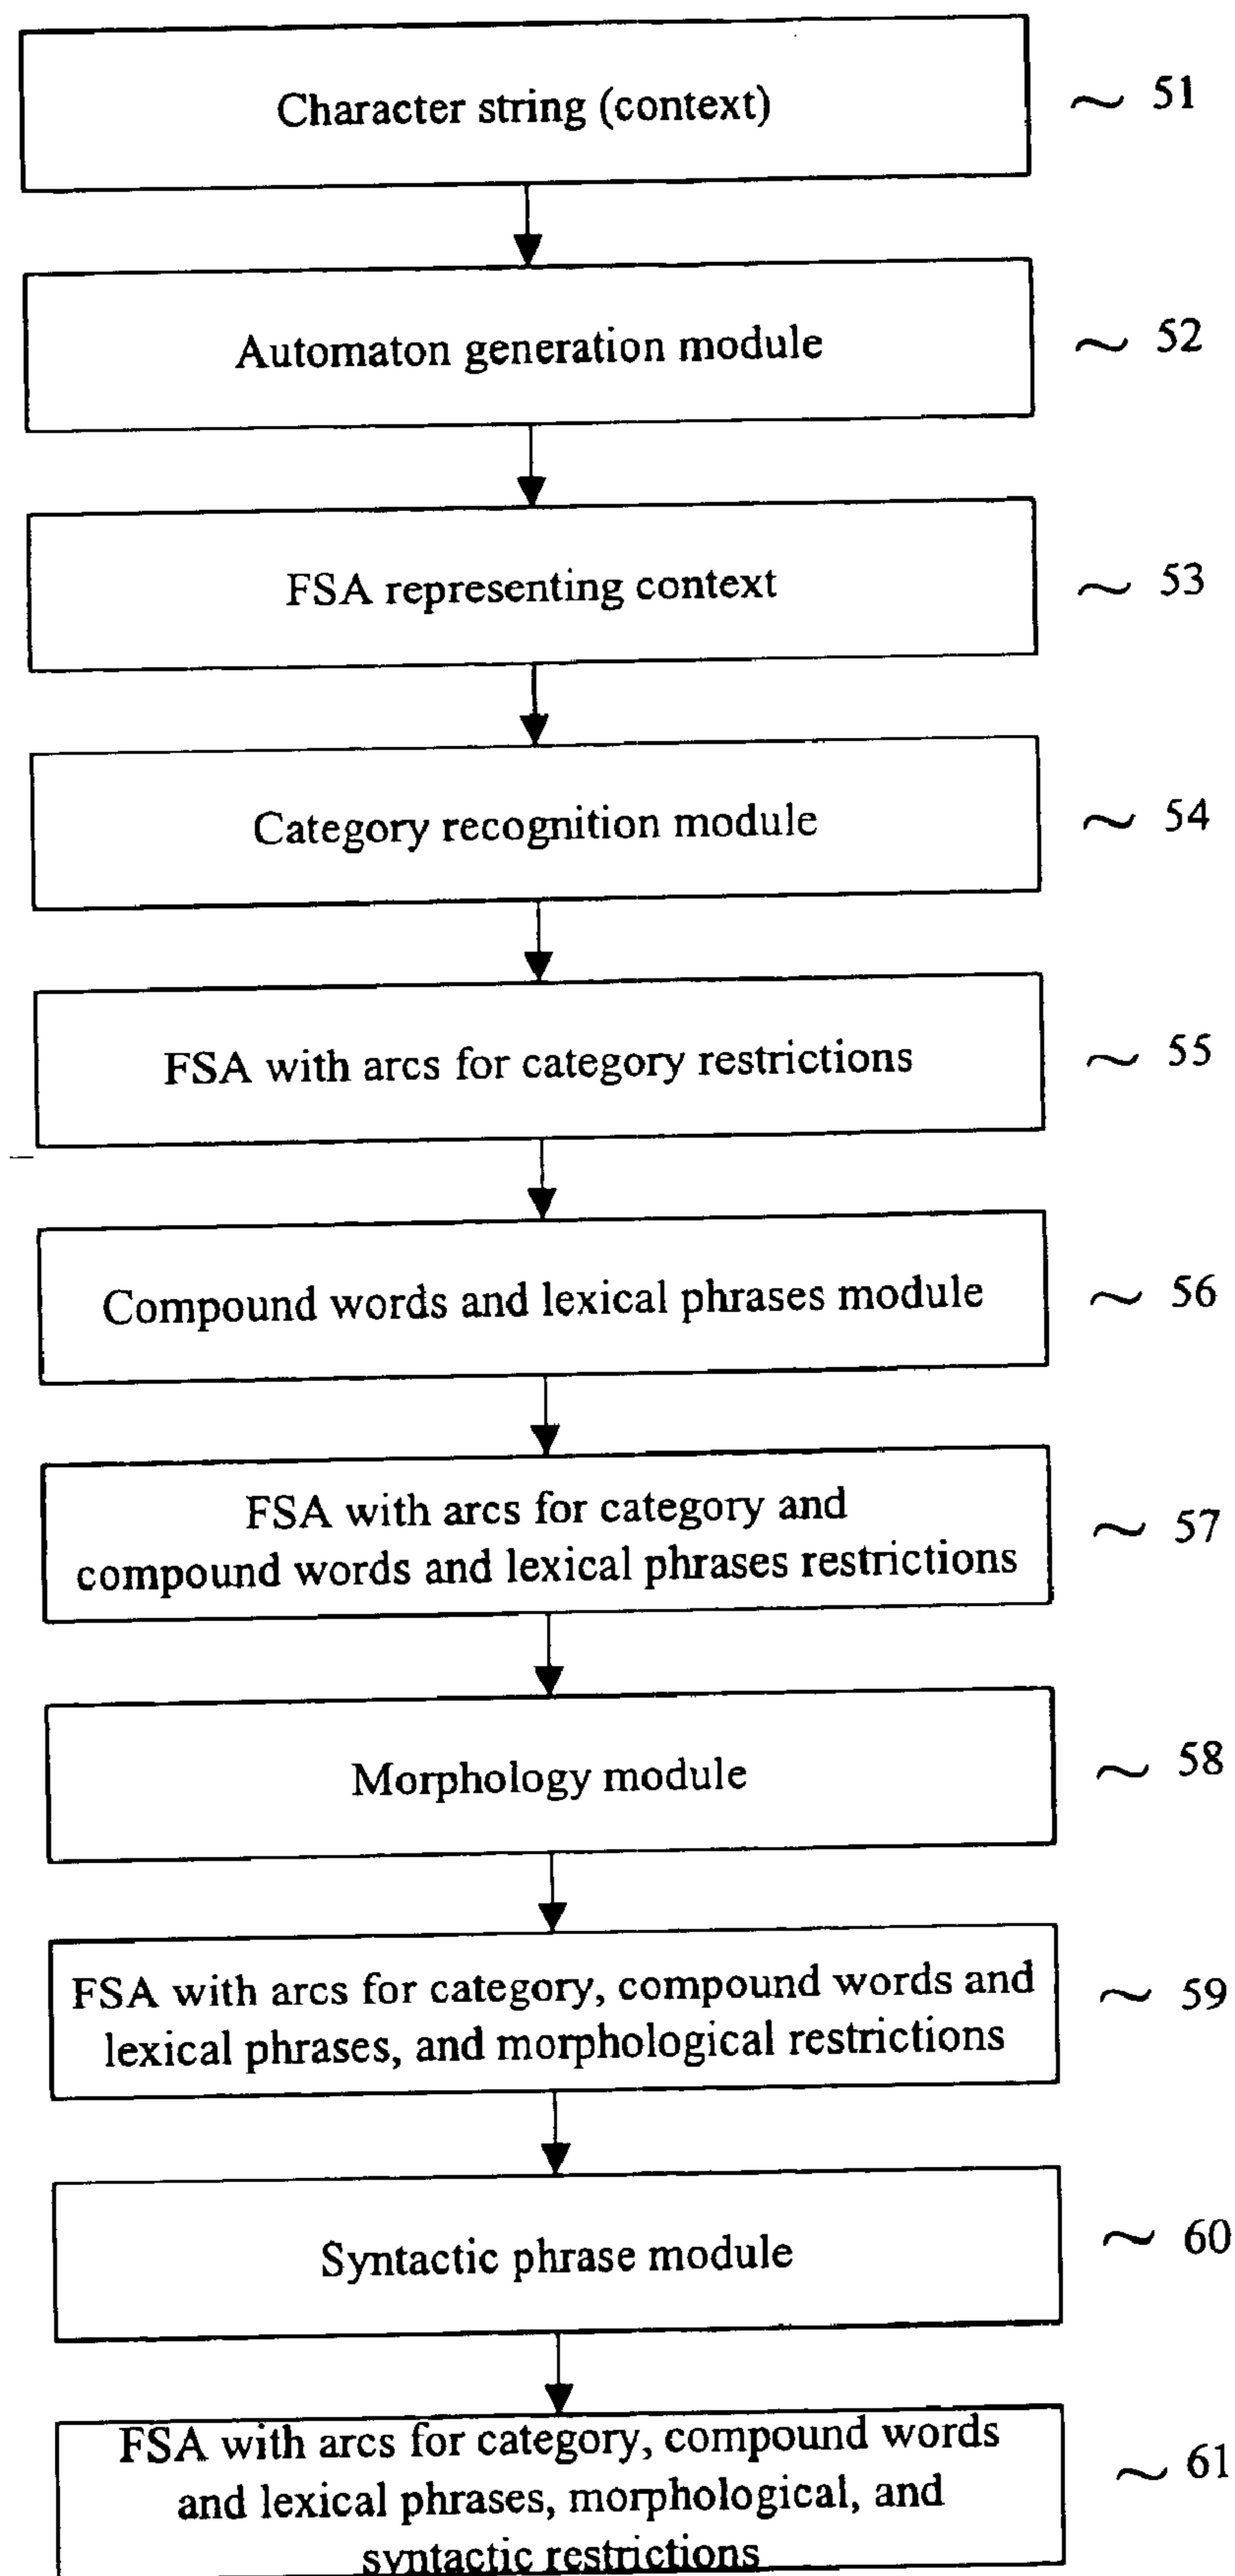 Character string (context)
~ 51
Automaton generation module
~ 52
FSA representing context
~ 53
Category recognition module
~ 54
FSA with arcs for category restrictions
~ 55
Compound words and lexical phrases module
~ 56
FSA with arcs for category and
compound words and lexical phrases restrictions
~ 57
Morphology module
~ 58
FSA with arcs for category, compound words and
lexical phrases, and morphological restrictions
~ 59
Syntactic phrase module
~ 60
FSA with arcs for category, compound words
and lexical phrases, morphological, and
syntactic restrictions
~ 61